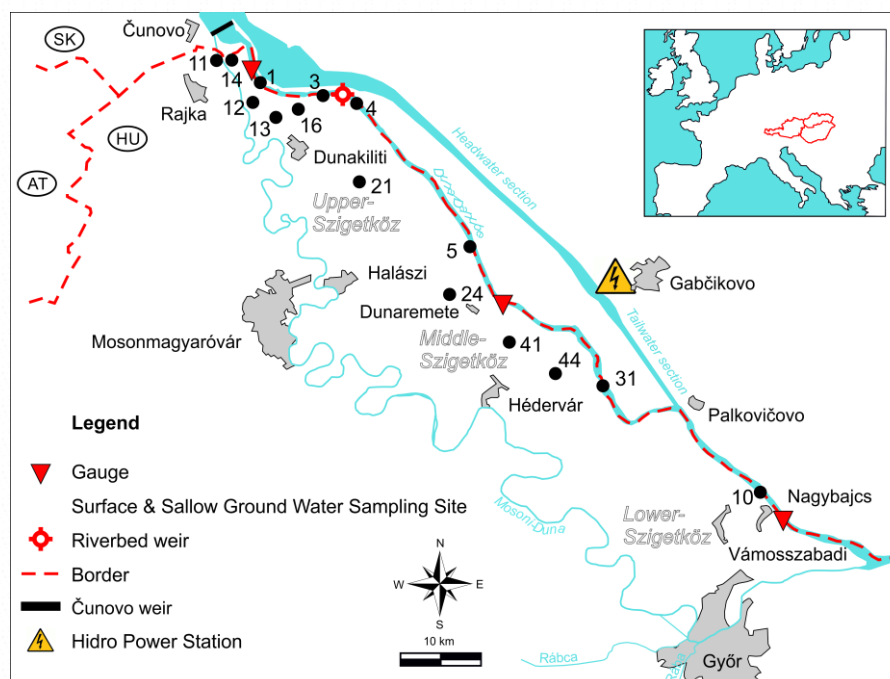 Čunovo
SK
11
14
1
3
4
Rajka
12
13
16
HU
AT
Dunakiliti
21
Upper-
Szigetköz
Headwater section
5
Halászi
24
Dunaremete
Gabčikovo
Mosonmagyaróvár
Middle-
Szigetköz
41
44
31
Tailwater section
Hédervár
Palkovičovo
10
Nagybajcs
Lower-
Szigetköz
Vámosszabadi
Mosoni-Duna
Rábca
Rába
Győr
Legend
Gauge
Surface & Sallow Ground Water Sampling Site
Riverbed weir
Border
Čunovo weir
Hidro Power Station
N
W
E
S
10 km